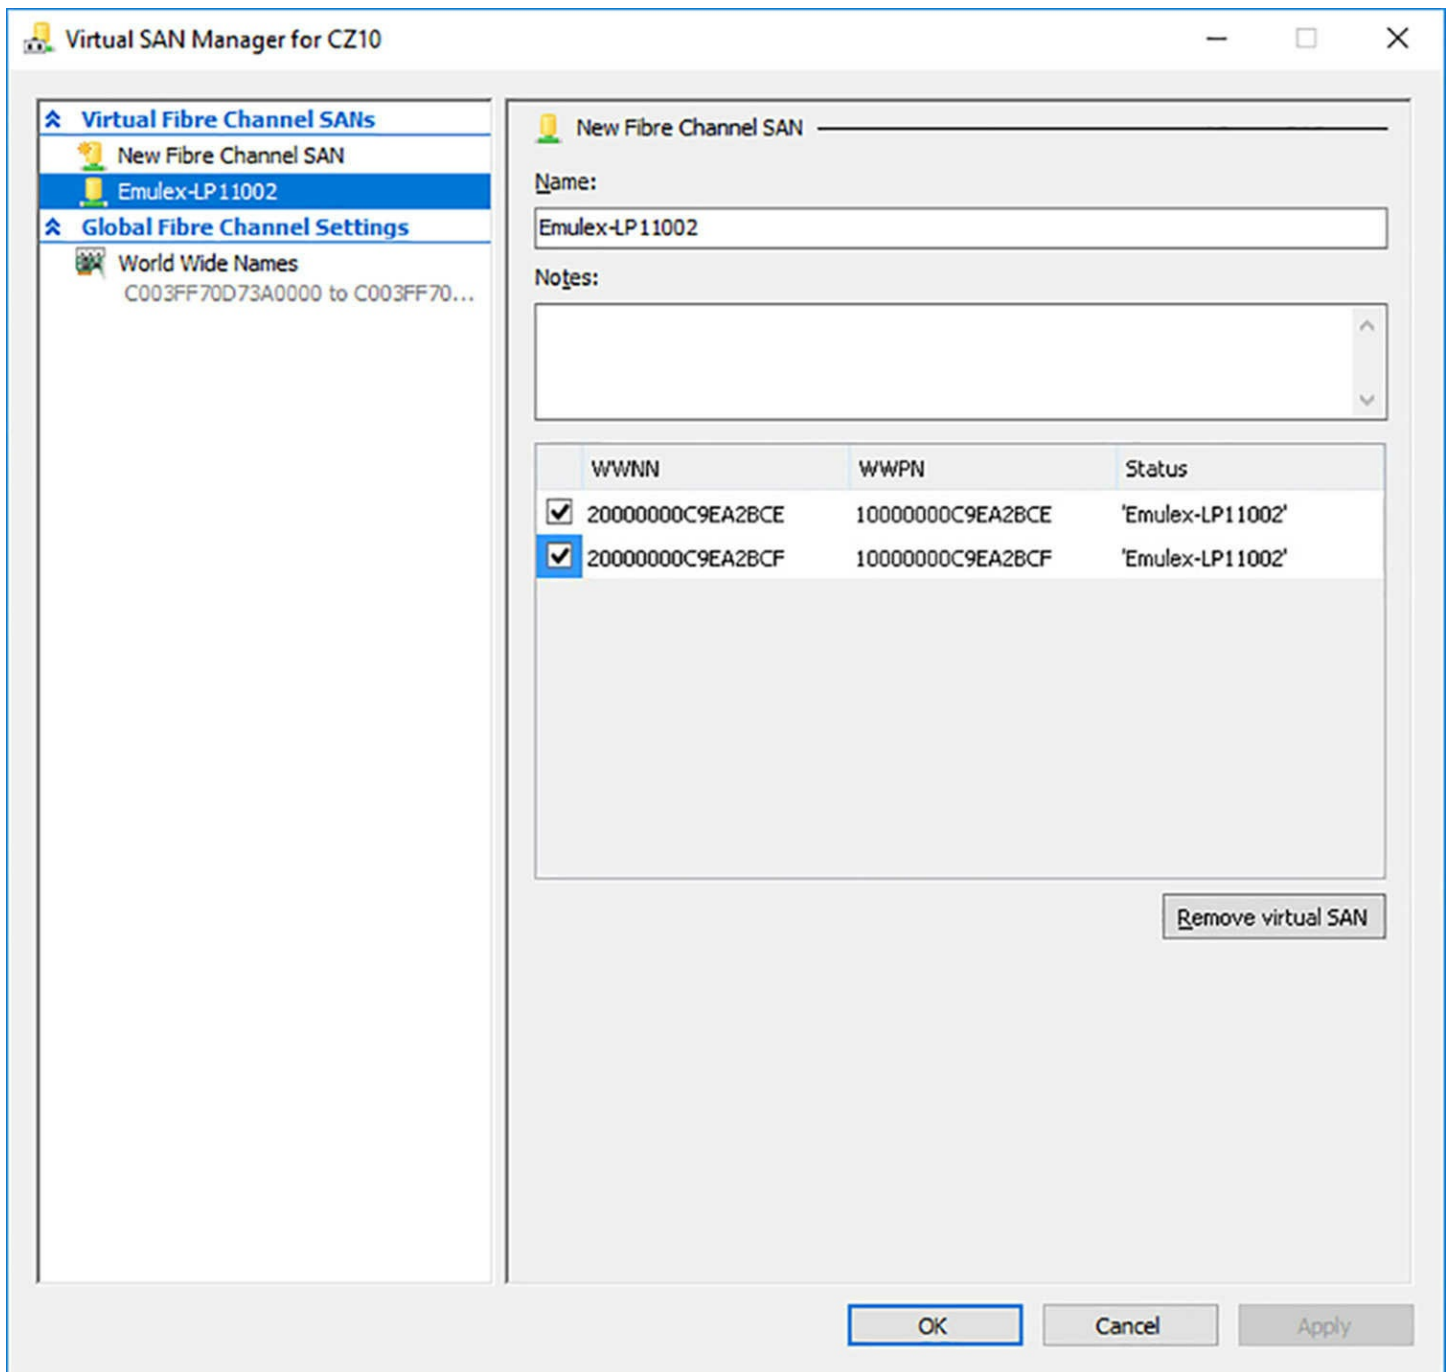 Virtual SAN Manager for CZ10
Virtual Fibre Channel SANs
New Fibre Channel SAN
Emulex-LP11002
Global Fibre Channel Settings
World Wide Names
C003FF70D73A0000 to C003FF70...
New Fibre Channel SAN
Name:
Emulex-LP11002
Notes:
WWNN WWPN Status
20000000C9EA2BCE 10000000C9EA2BCE 'Emulex-LP11002'
20000000C9EA2BCF 10000000C9EA2BCF 'Emulex-LP11002'
Remove virtual SAN
OK Cancel Apply